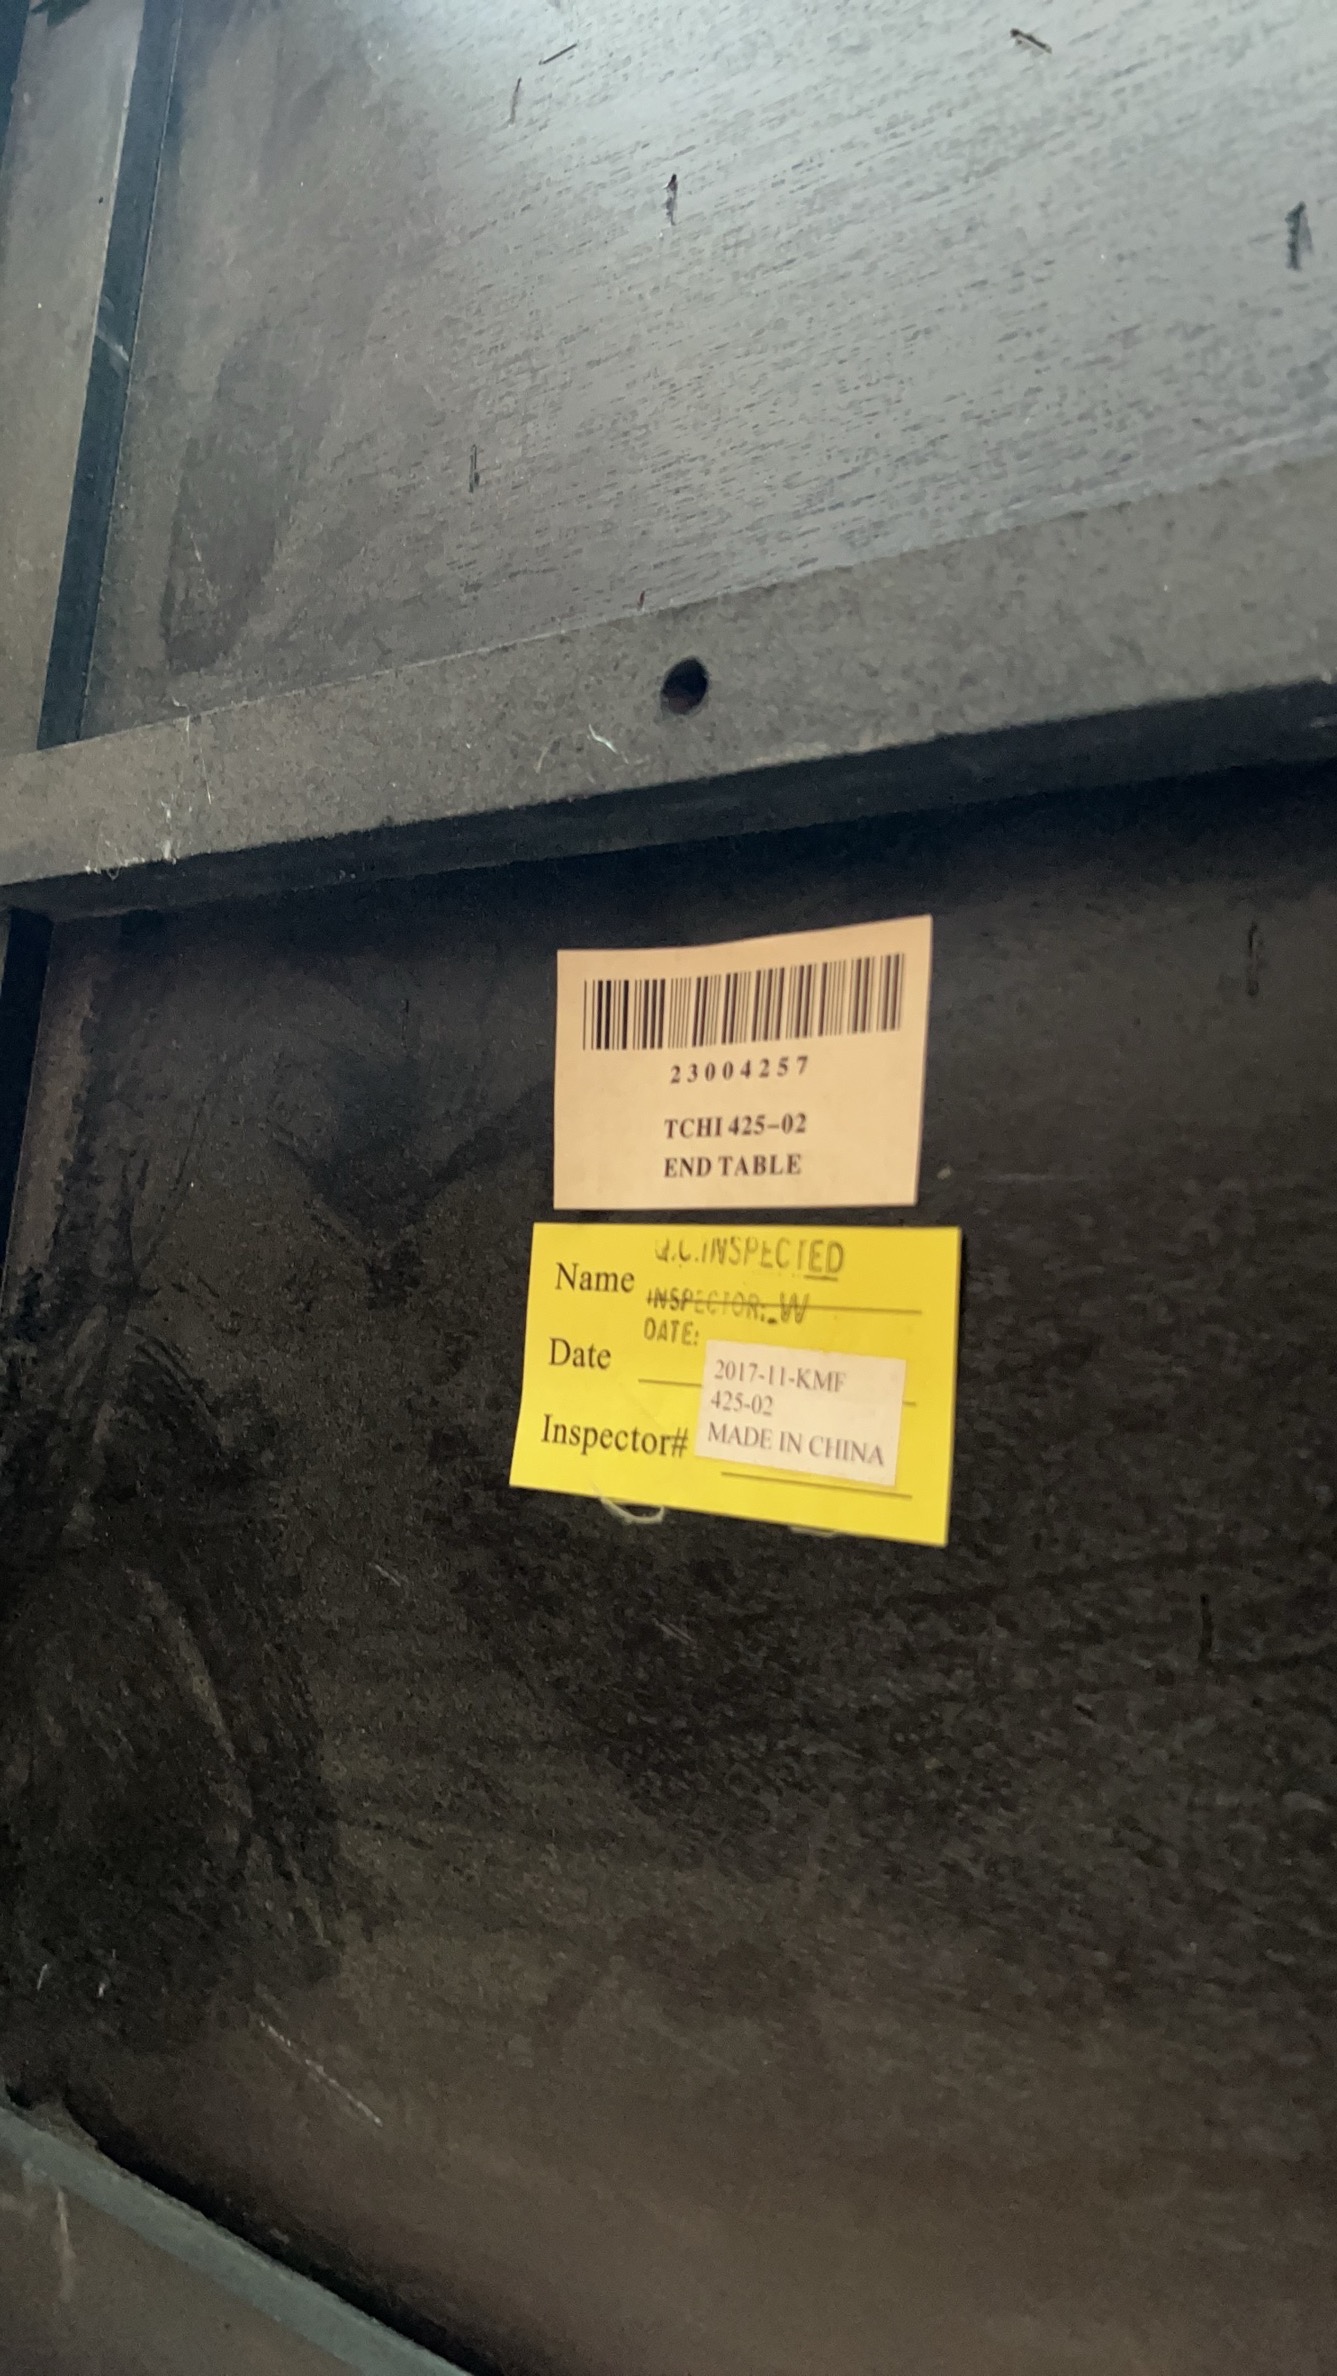 23004257
TCHI 425-02
END TABLE
Q.C.INSPECTED
Name
INSPECTOR: W
DATE:
Date
2017-11-KMF
425-02
Inspector#
MADE IN CHINA